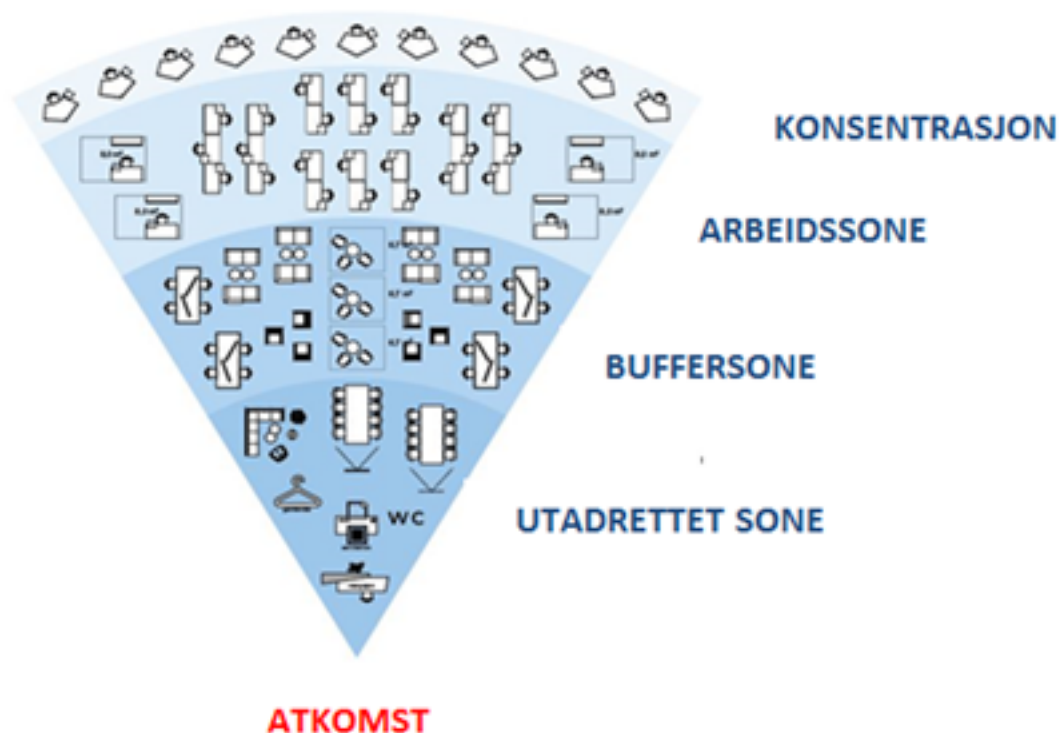 KONSENTRASJON
ARBEIDSSONE
BUFFERSONE
UTADRETTET SONE
WC
ATKOMST